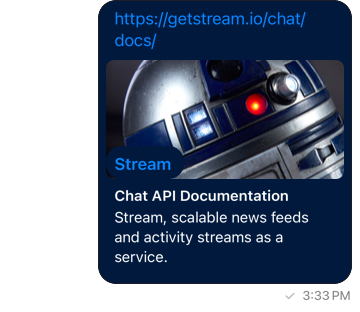 https://getstream.io/chat/
docs/
Stream
Chat API Documentation
Stream, scalable news feeds
and activity streams as a
service.
3:33 PM